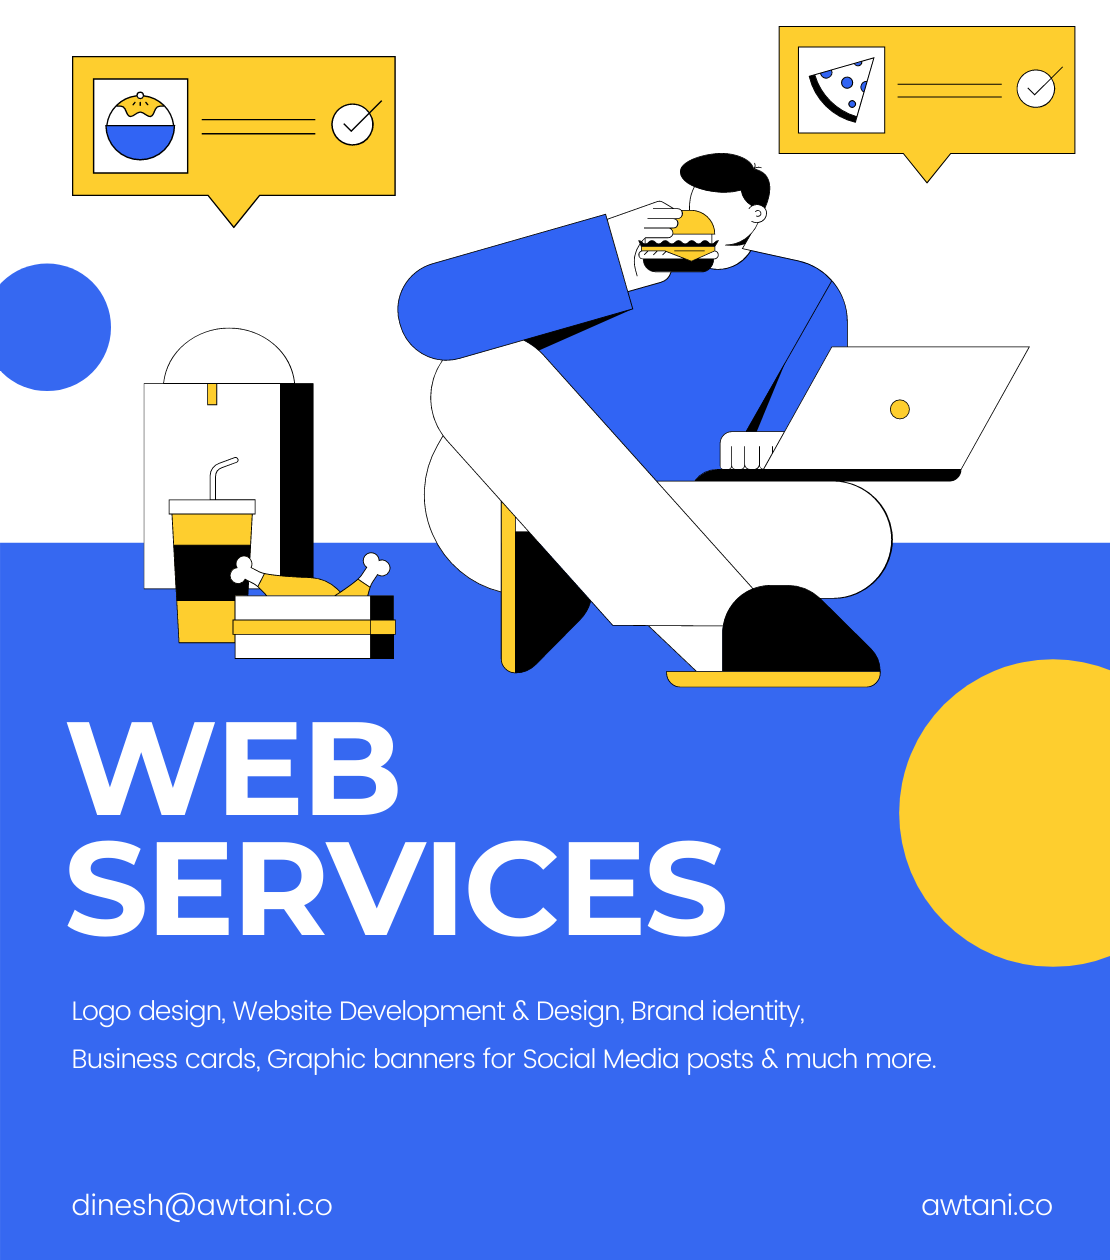 WEB
SERVICES
Logo design, Website Development & Design, Brand identity,
Business cards, Graphic banners for Social Media posts & much more.
dinesh@awtani.co
awtani.co